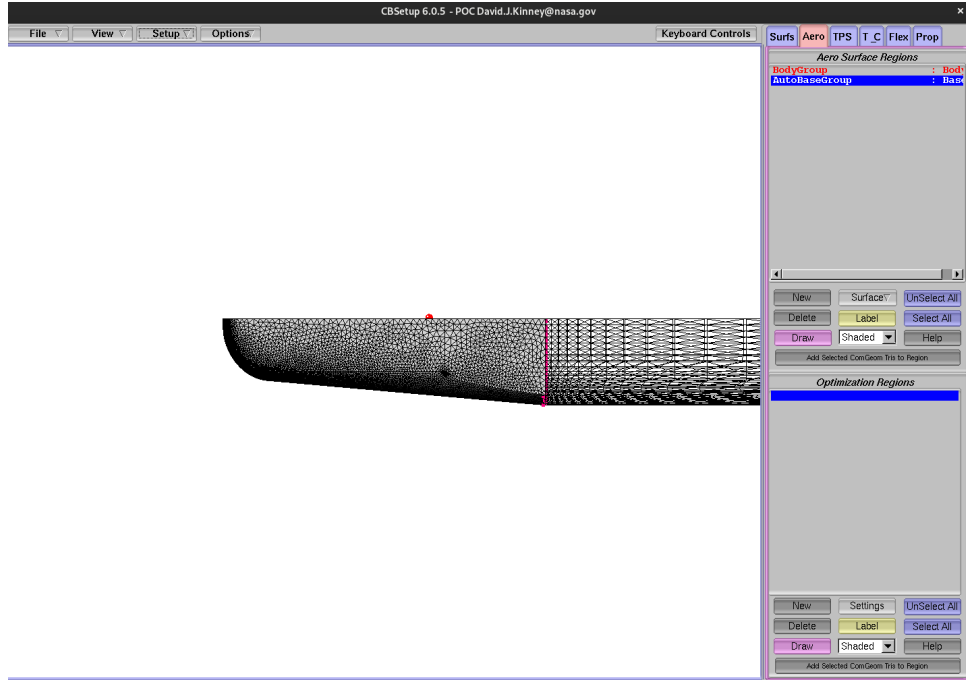 CBSetup 6.0.5 - POC David.J.Kinney@nasa.gov ×
File View Setup Options Keyboard Controls
Surfs Aero TPS T_C Flex Prop
Aero Surface Regions
BodyGroup : Body
AutoBaseGroup : Base
New Surface UnSelect All
Delete Label Select All
Draw Shaded Help
Add Selected ComGeom Tris to Region
Optimization Regions
New Settings UnSelect All
Delete Label Select All
Draw Shaded Help
Add Selected ComGeom Tris to Region